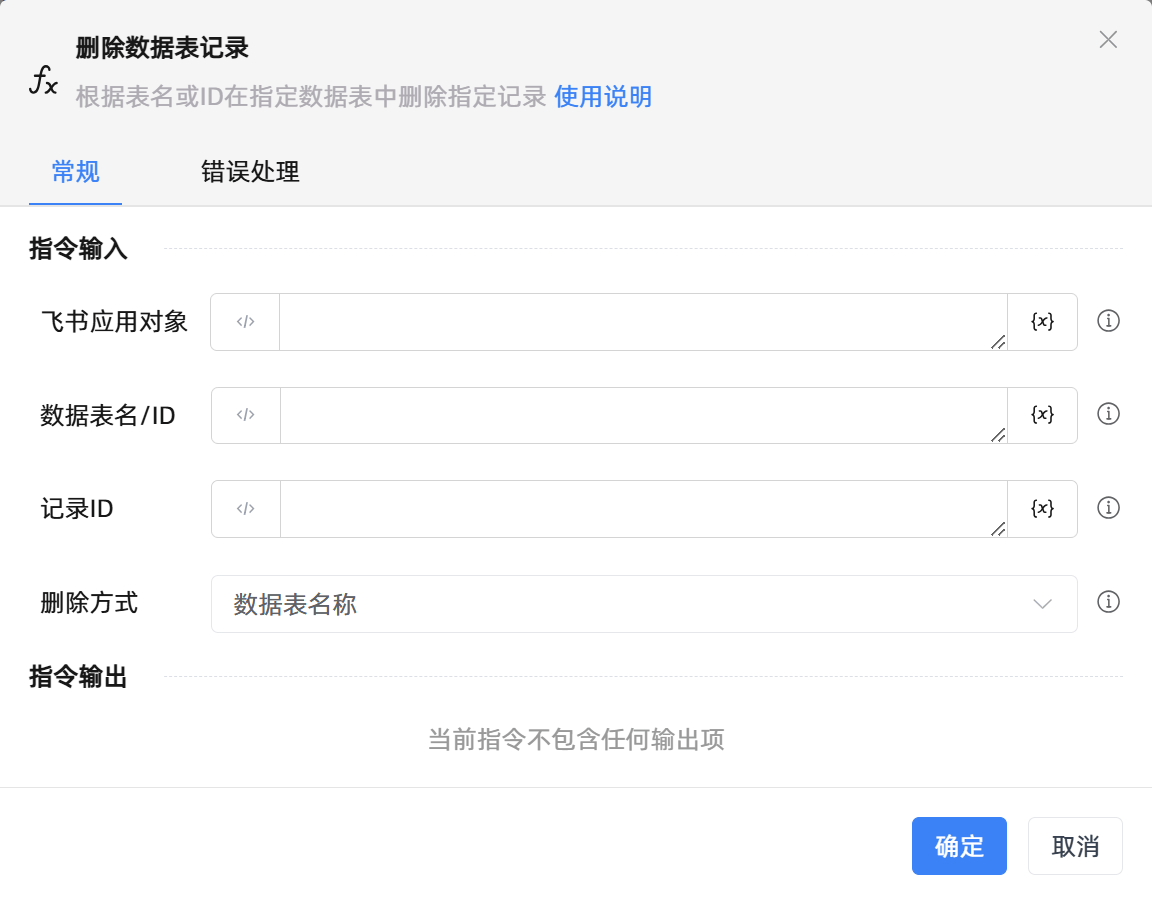 删除数据表记录
根据表名或ID在指定数据表中删除指定记录 使用说明
常规 错误处理
指令输入
飞书应用对象 </> {x}
数据表名/ID </> {x}
记录ID </> {x}
删除方式 数据表名称
指令输出
当前指令不包含任何输出项
确定 取消